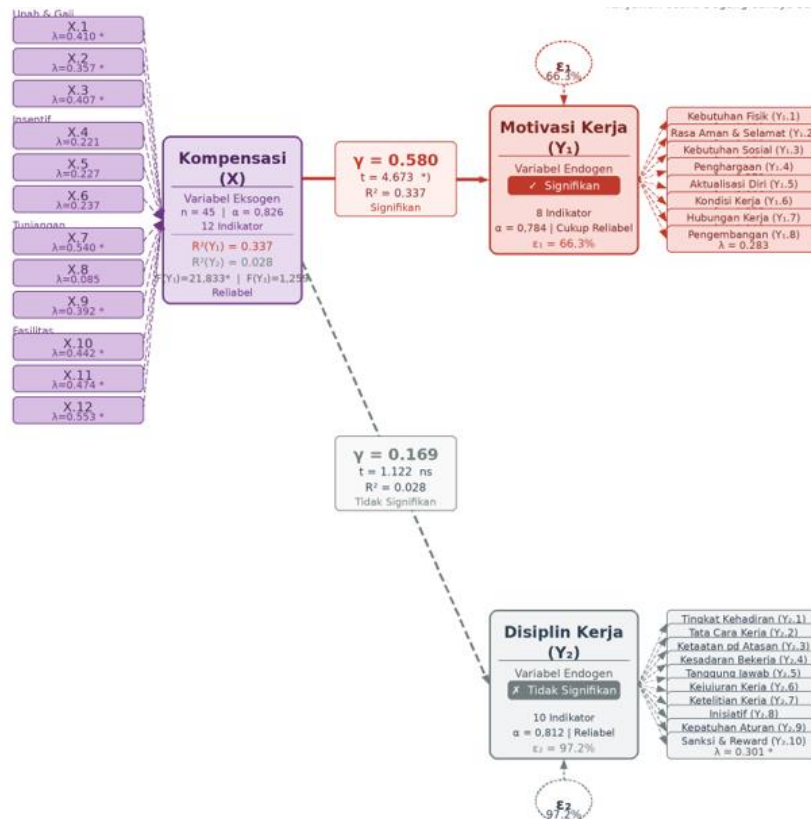 Upah & Gaji
X.1
λ=0.410 *
X.2
λ=0.357 *
X.3
λ=0.407 *
Insentif
X.4
λ=0.221
X.5
λ=0.227
X.6
λ=0.237
Tunjangan
X.7
λ=0.540 *
X.8
λ=0.085
X.9
λ=0.392 *
Fasilitas
X.10
λ=0.442 *
X.11
λ=0.474 *
X.12
λ=0.553 *
Kompensasi
(X)
Variabel Eksogen
n = 45 | α = 0,826
12 Indikator
R²(Y₁) = 0.337
R²(Y₂) = 0.028
F(Y₁)=21,833* | F(Y₂)=1,259
Reliabel
γ = 0.580
t = 4.673 *)
R² = 0.337
Signifikan
ε₁
66.3%
Motivasi Kerja
(Y₁)
Variabel Endogen
✓ Signifikan
8 Indikator
α = 0,784 | Cukup Reliabel
ε₁ = 66.3%
Kebutuhan Fisik (Y₁.1)
Rasa Aman & Selamat (Y₁.2
Kebutuhan Sosial (Y₁.3)
Penghargaan (Y₁.4)
Aktualisasi Diri (Y₁.5)
Kondisi Kerja (Y₁.6)
Hubungan Kerja (Y₁.7)
Pengembangan (Y₁.8)
λ = 0.283
γ = 0.169
t = 1.122 ns
R² = 0.028
Tidak Signifikan
Disiplin Kerja
(Y₂)
Variabel Endogen
✗ Tidak Signifikan
10 Indikator
α = 0,812 | Reliabel
ε₂ = 97.2%
ε₂
97.2%
Tingkat Kehadiran (Y₂.1)
Tata Cara Kerja (Y₂.2)
Ketaatan pd Atasan (Y₂.3)
Kesadaran Bekerja (Y₂.4)
Tanggung Jawab (Y₂.5)
Kejujuran Kerja (Y₂.6)
Ketelitian Kerja (Y₂.7)
Inisiatif (Y₂.8)
Kepatuhan Aturan (Y₂.9)
Sanksi & Reward (Y₂.10)
λ = 0.301 *